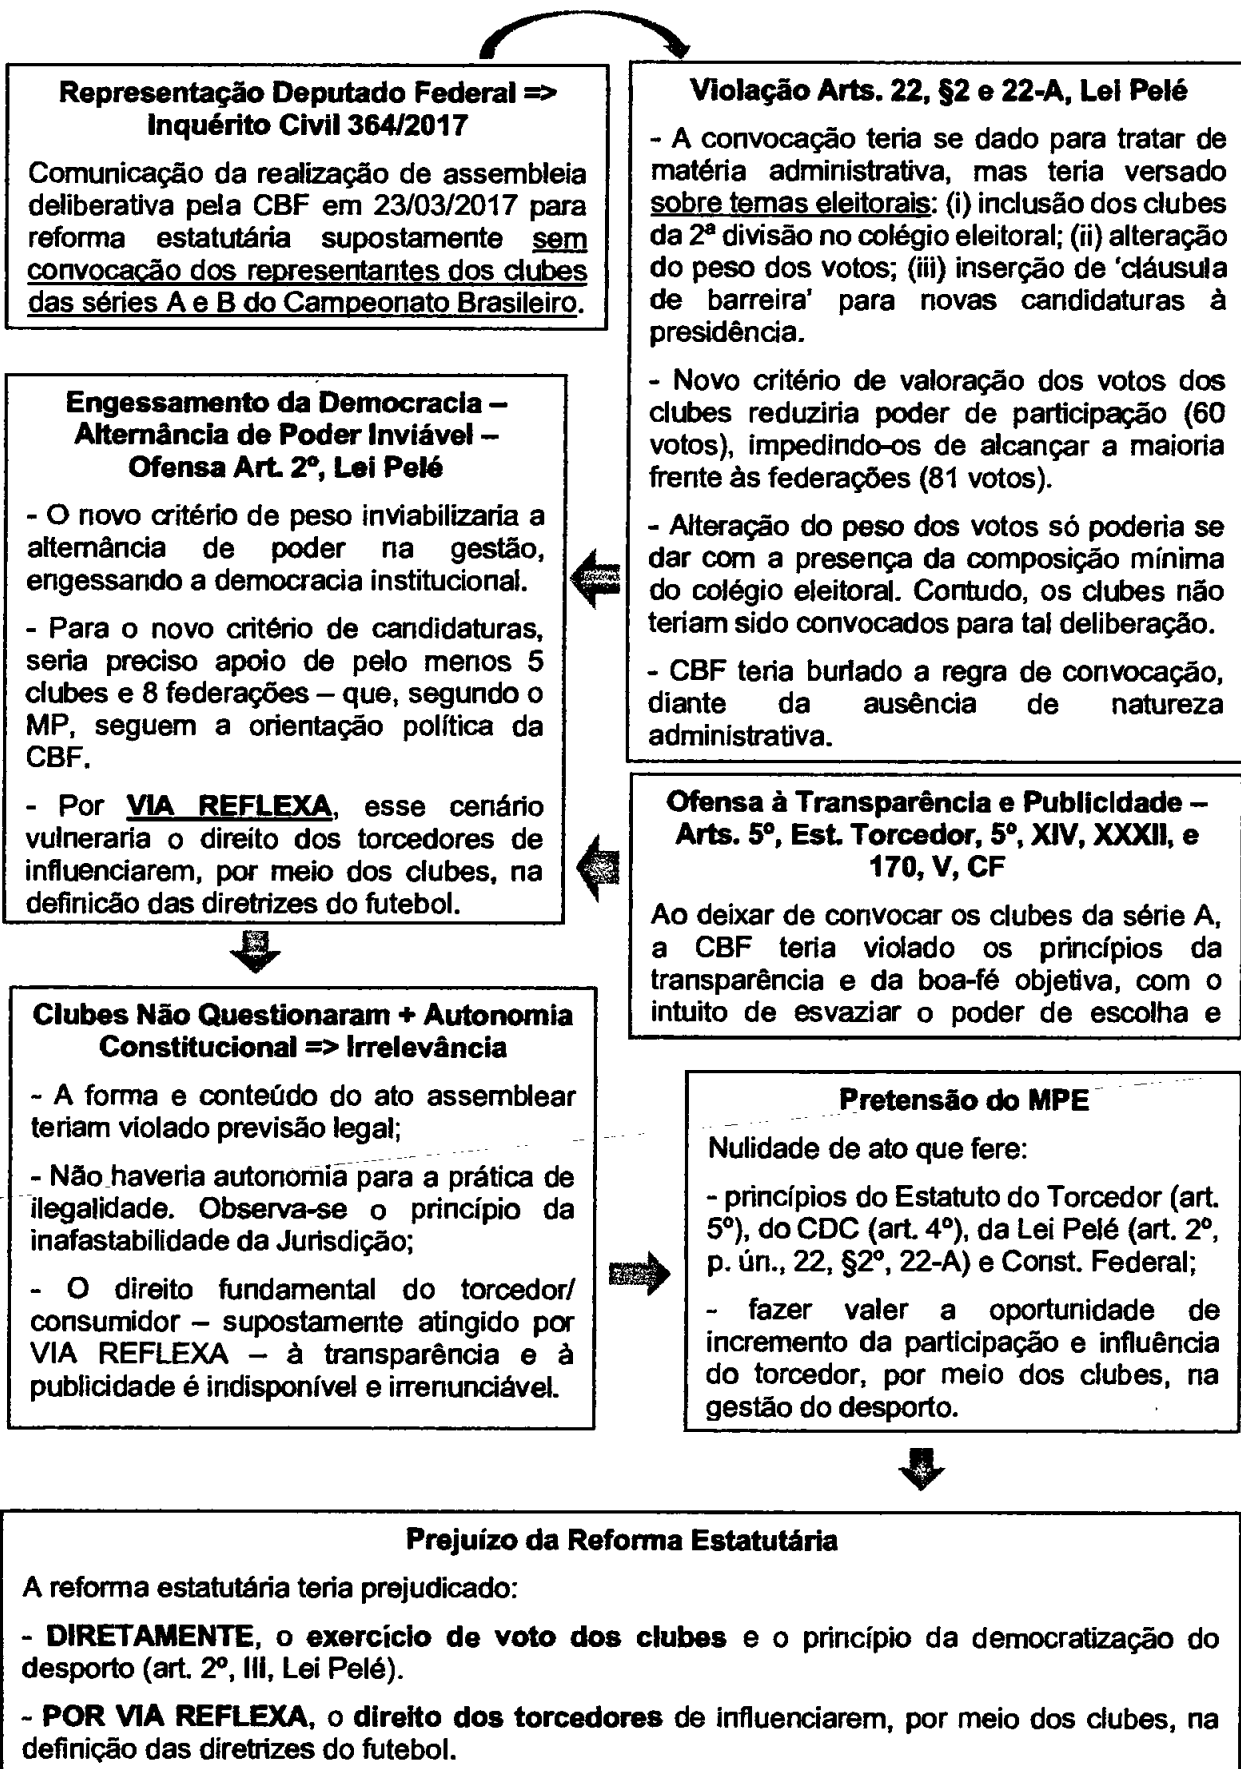 Representação Deputado Federal =>
Inquérito Civil 364/2017
Comunicação da realização de assembleia
deliberativa pela CBF em 23/03/2017 para
reforma estatutária supostamente sem
convocação dos representantes dos clubes
das séries A e B do Campeonato Brasileiro.
Violação Arts. 22, §2 e 22-A, Lei Pelé
- A convocação teria se dado para tratar de
matéria administrativa, mas teria versado
sobre temas eleitorais: (i) inclusão dos clubes
da 2ª divisão no colégio eleitoral; (ii) alteração
do peso dos votos; (iii) inserção de 'cláusula
de barreira' para novas candidaturas à
presidência.
- Novo critério de valoração dos votos dos
clubes reduziria poder de participação (60
votos), impedindo-os de alcançar a maioria
frente às federações (81 votos).
- Alteração do peso dos votos só poderia se
dar com a presença da composição mínima
do colégio eleitoral. Contudo, os clubes não
teriam sido convocados para tal deliberação.
- CBF teria burlado a regra de convocação,
diante da ausência de natureza
administrativa.
Engessamento da Democracia –
Alternância de Poder Inviável –
Ofensa Art. 2º, Lei Pelé
- O novo critério de peso inviabilizaria a
alternância de poder na gestão,
engessando a democracia institucional.
- Para o novo critério de candidaturas,
seria preciso apoio de pelo menos 5
clubes e 8 federações – que, segundo o
MP, seguem a orientação política da
CBF.
- Por VIA REFLEXA, esse cenário
vulneraria o direito dos torcedores de
influenciarem, por meio dos clubes, na
definição das diretrizes do futebol.
Ofensa à Transparência e Publicidade –
Arts. 5º, Est. Torcedor, 5º, XIV, XXXII, e
170, V, CF
Ao deixar de convocar os clubes da série A,
a CBF teria violado os princípios da
transparência e da boa-fé objetiva, com o
intuito de esvaziar o poder de escolha e
Clubes Não Questionaram + Autonomia
Constitucional => Irrelevância
- A forma e conteúdo do ato assemblear
teriam violado previsão legal;
- Não haveria autonomia para a prática de
ilegalidade. Observa-se o princípio da
inafastabilidade da Jurisdição;
- O direito fundamental do torcedor/
consumidor – supostamente atingido por
VIA REFLEXA – à transparência e à
publicidade é indisponível e irrenunciável.
Pretensão do MPE
Nulidade de ato que fere:
- princípios do Estatuto do Torcedor (art.
5º), do CDC (art. 4º), da Lei Pelé (art. 2º,
p. ún., 22, §2º, 22-A) e Const. Federal;
- fazer valer a oportunidade de
incremento da participação e influência
do torcedor, por meio dos clubes, na
gestão do desporto.
Prejuízo da Reforma Estatutária
A reforma estatutária teria prejudicado:
- DIRETAMENTE, o exercício de voto dos clubes e o princípio da democratização do
desporto (art. 2º, III, Lei Pelé).
- POR VIA REFLEXA, o direito dos torcedores de influenciarem, por meio dos clubes, na
definição das diretrizes do futebol.